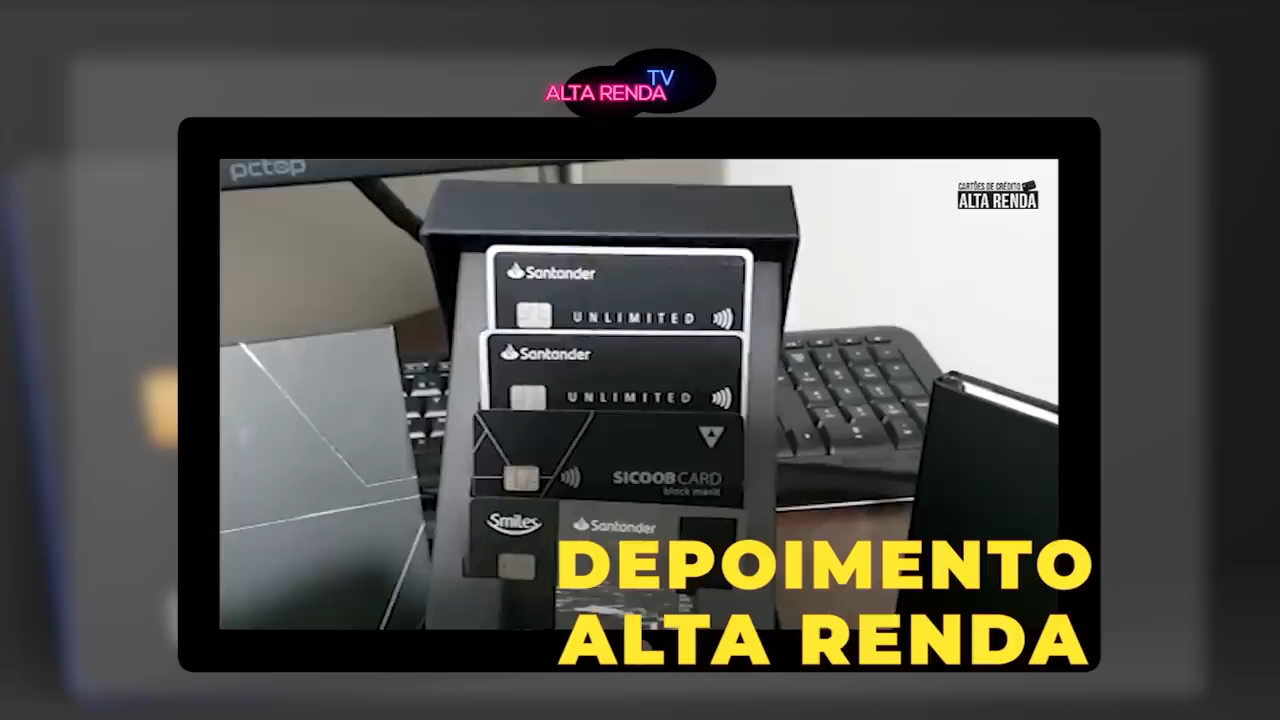 TV
ALTA RENDA
pctop
CARTÕES DE CRÉDITO
ALTA RENDA
Santander
UNLIMITED
Santander
UNLIMITED
SICOOBCARD
black merit
Smiles
Santander
DEPOIMENTO
ALTA RENDA